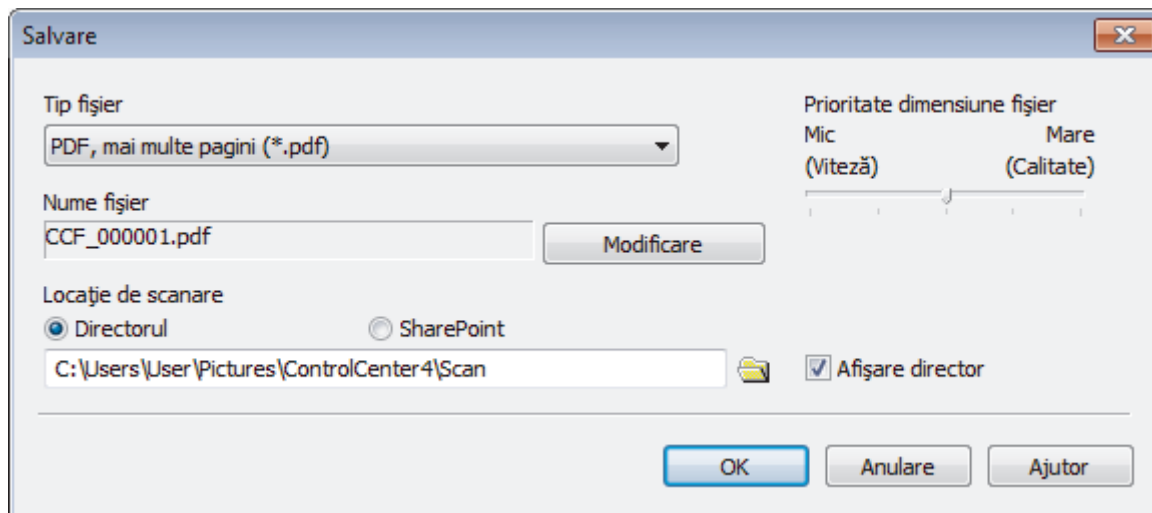 Salvare
Tip fişier
PDF, mai multe pagini (*.pdf)
Nume fişier
CCF_000001.pdf
Modificare
Locaţie de scanare
Directorul
SharePoint
C:\Users\User\Pictures\ControlCenter4\Scan
Prioritate dimensiune fişier
Mic Mare
(Viteză) (Calitate)
Afişare director
OK
Anulare
Ajutor